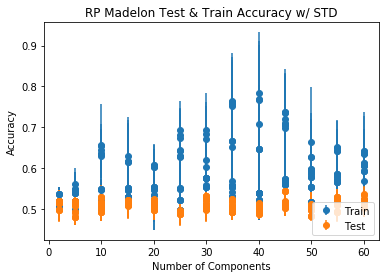 RP Madelon Test & Train Accuracy w/ STD
0.9
0.8
0.7
0.6
0.5
Accuracy
0 10 20 30 40 50 60
Number of Components
Train
Test